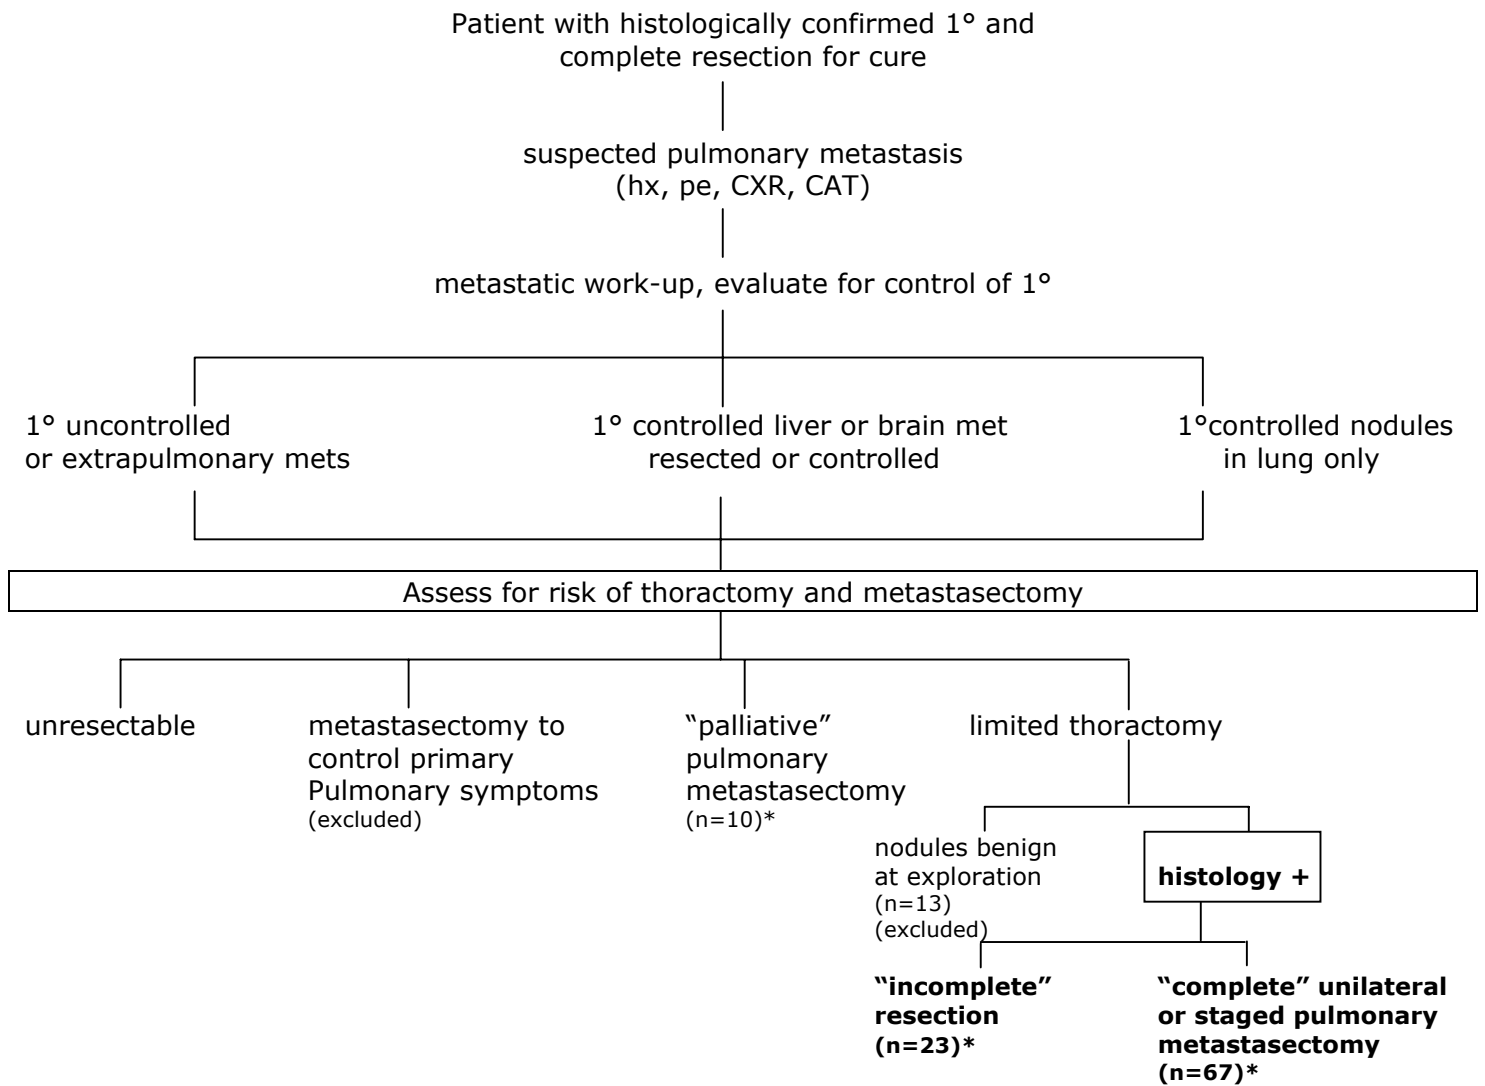 Patient with histologically confirmed 1° and
complete resection for cure
suspected pulmonary metastasis
(hx, pe, CXR, CAT)
metastatic work-up, evaluate for control of 1°
1° uncontrolled
or extrapulmonary mets
1° controlled liver or brain met
resected or controlled
1°controlled nodules
in lung only
Assess for risk of thoractomy and metastasectomy
unresectable
metastasectomy to
control primary
Pulmonary symptoms
(excluded)
“palliative”
pulmonary
metastasectomy
(n=10)*
limited thoractomy
nodules benign
at exploration
(n=13)
(excluded)
histology +
“incomplete”
resection
(n=23)*
“complete” unilateral
or staged pulmonary
metastasectomy
(n=67)*